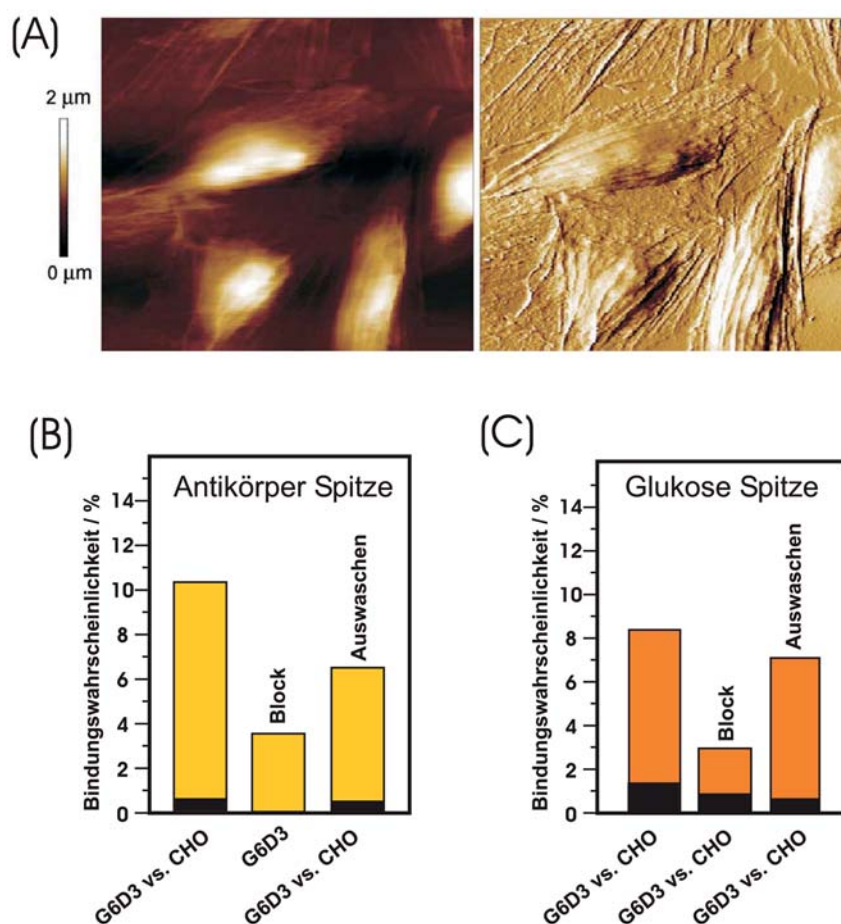 (A)
2 µm
0 µm
(B)
Antikörper Spitze
Bindungswahrscheinlichkeit / %
14
12
10
8
6
4
2
0
Block
Auswaschen
G6D3 vs. CHO
G6D3
G6D3 vs. CHO
(C)
Glukose Spitze
Bindungswahrscheinlichkeit / %
14
12
10
8
6
4
2
0
Block
Auswaschen
G6D3 vs. CHO
G6D3 vs. CHO
G6D3 vs. CHO